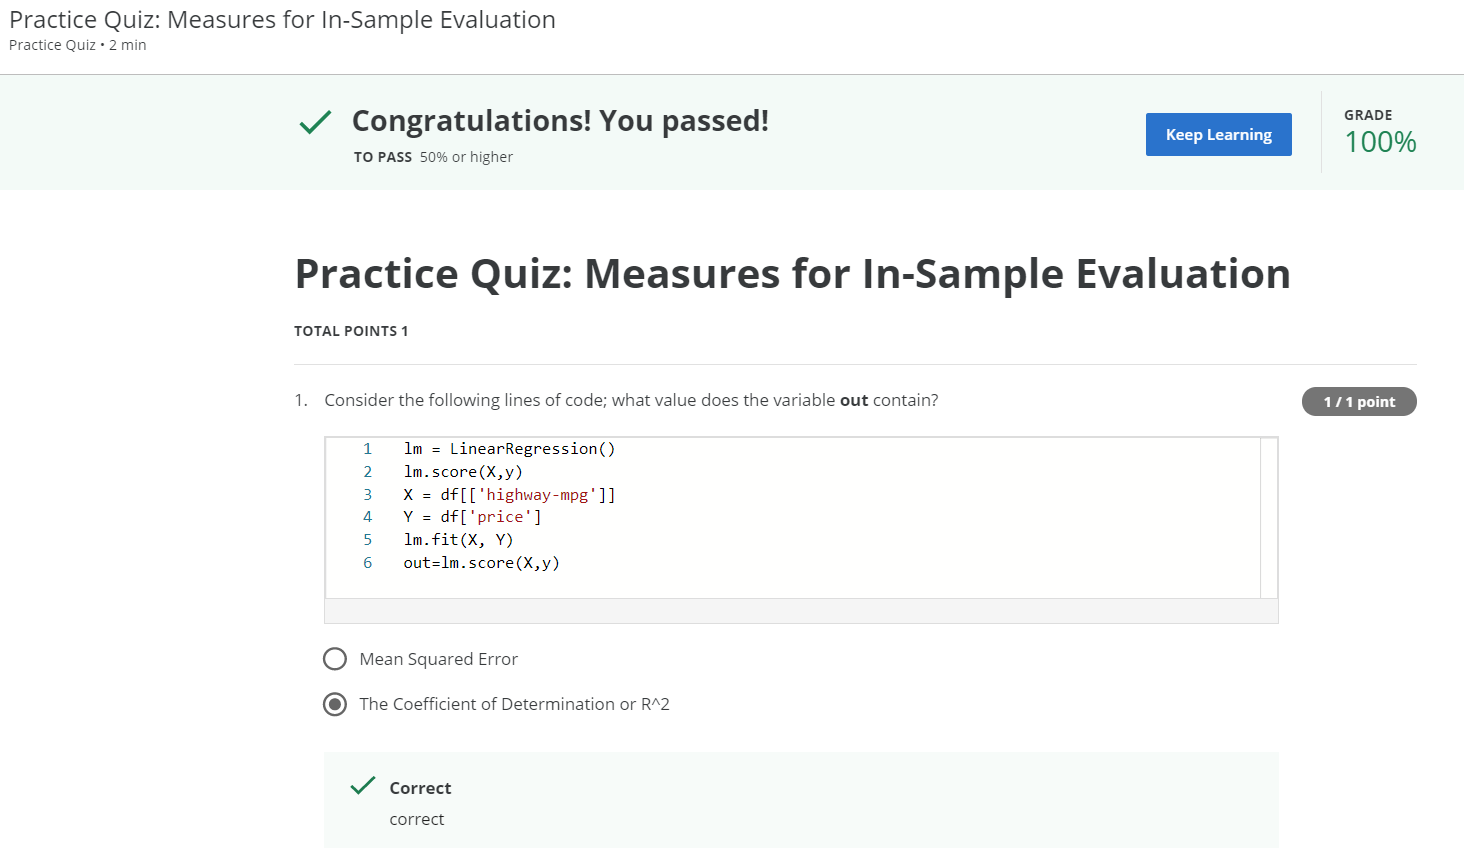 Practice Quiz: Measures for In-Sample Evaluation
Practice Quiz • 2 min
Congratulations! You passed!
TO PASS 50% or higher
Keep Learning
GRADE
100%
Practice Quiz: Measures for In-Sample Evaluation
TOTAL POINTS 1
1. Consider the following lines of code; what value does the variable out contain?
1 / 1 point
1 lm = LinearRegression()
2 lm.score(X,y)
3 X = df[['highway-mpg']]
4 Y = df['price']
5 lm.fit(X, Y)
6 out=lm.score(X,y)
Mean Squared Error
The Coefficient of Determination or R^2
Correct
correct